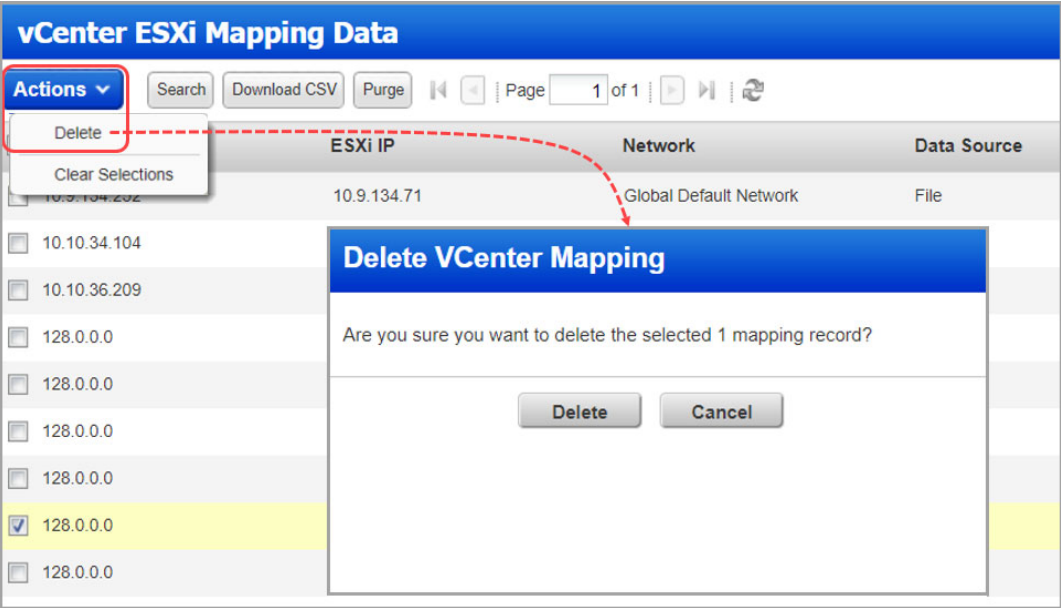 vCenter ESXi Mapping Data
Actions Search Download CSV Purge Page 1 of 1
Delete
ESXi IP Network Data Source
Clear Selections
10.9.134.71 Global Default Network File
10.10.34.104
Delete VCenter Mapping
10.10.36.209
128.0.0.0
Are you sure you want to delete the selected 1 mapping record?
128.0.0.0
Delete Cancel
128.0.0.0
128.0.0.0
128.0.0.0
128.0.0.0